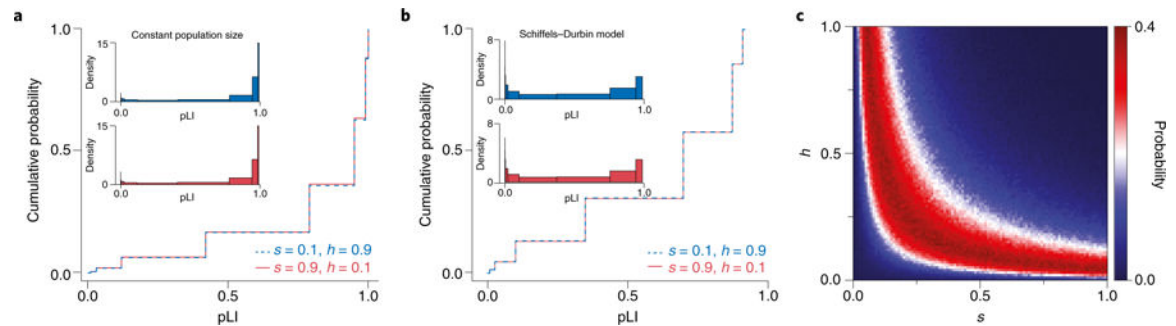 a
1.0
0.5
0.0
Cumulative probability
0.0
0.5
1.0
pLI
Constant population size
15
0
Density
0.0
1.0
pLI
15
0
Density
0.0
1.0
pLI
s = 0.1, h = 0.9
s = 0.9, h = 0.1
b
1.0
0.5
0.0
Cumulative probability
0.0
0.5
1.0
pLI
Schiffels–Durbin model
8
0
Density
0.0
1.0
pLI
8
0
Density
0.0
1.0
pLI
s = 0.1, h = 0.9
s = 0.9, h = 0.1
c
1.0
0.5
0.0
h
0.0
0.5
1.0
s
0.4
0.0
Probability